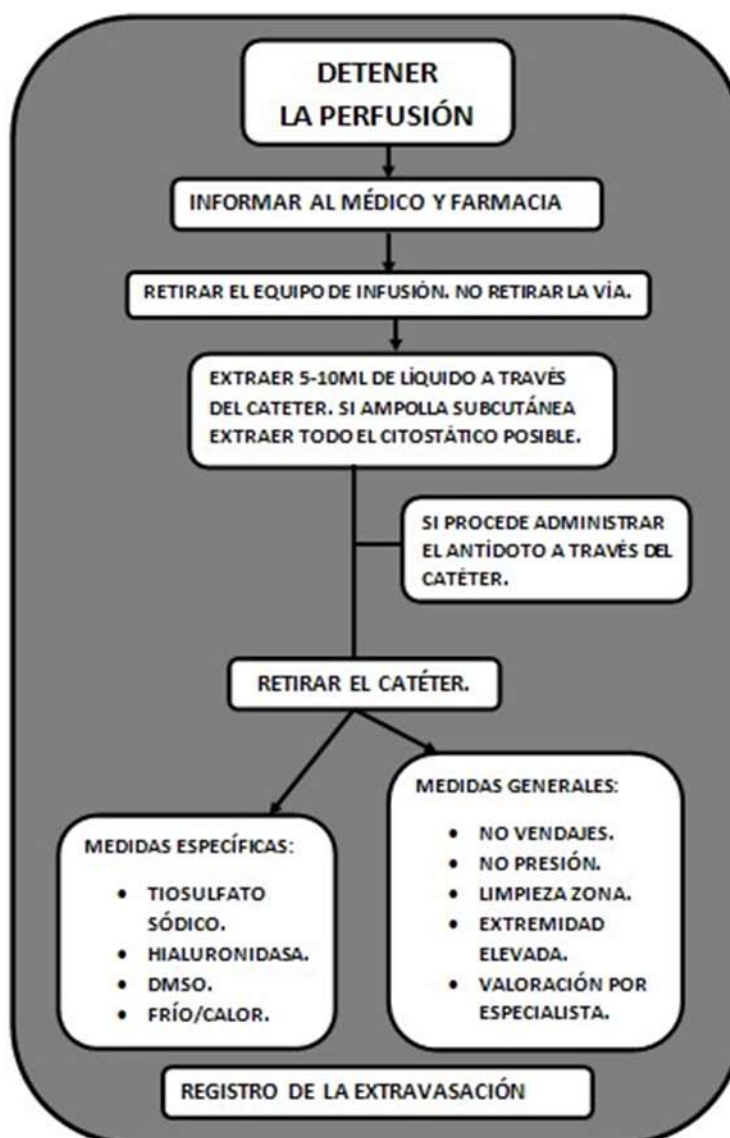 DETENER
LA PERFUSIÓN
INFORMAR AL MÉDICO Y FARMACIA
RETIRAR EL EQUIPO DE INFUSIÓN. NO RETIRAR LA VÍA.
EXTRAER 5-10ML DE LÍQUIDO A TRAVÉS
DEL CATETER. SI AMPOLLA SUBCUTÁNEA
EXTRAER TODO EL CITOSTÁTICO POSIBLE.
SI PROCEDE ADMINISTRAR
EL ANTÍDOTO A TRAVÉS DEL
CATÉTER.
RETIRAR EL CATÉTER.
MEDIDAS ESPECÍFICAS:
• TIOSULFATO
SÓDICO.
• HIALURONIDASA.
• DMSO.
• FRÍO/CALOR.
MEDIDAS GENERALES:
• NO VENDAJES.
• NO PRESIÓN.
• LIMPIEZA ZONA.
• EXTREMIDAD
ELEVADA.
• VALORACIÓN POR
ESPECIALISTA.
REGISTRO DE LA EXTRAVASACIÓN